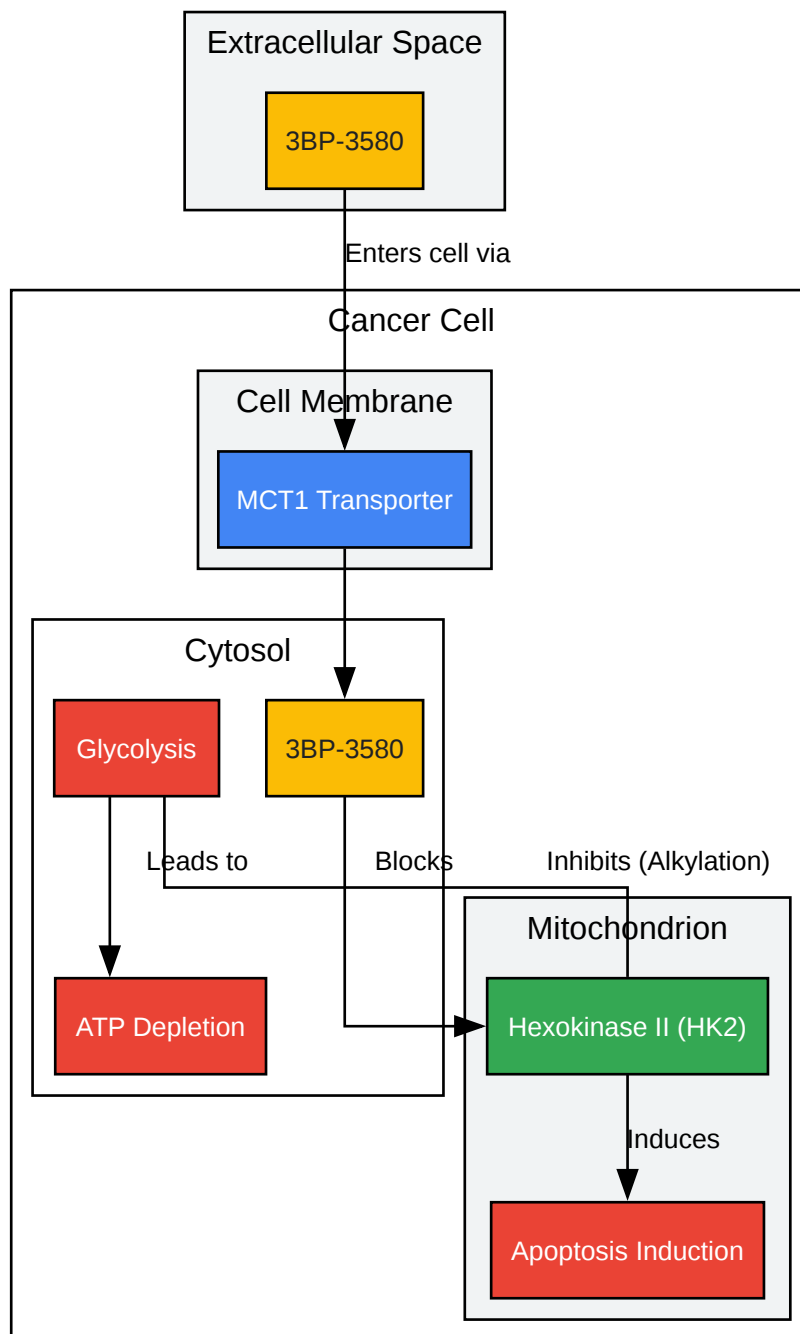 Extracellular Space
3BP-3580
Enters cell via
Cancer Cell
Cell Membrane
MCT1 Transporter
Cytosol
Glycolysis
3BP-3580
Leads to
Blocks
Inhibits (Alkylation)
Mitochondrion
ATP Depletion
Hexokinase II (HK2)
Induces
Apoptosis Induction